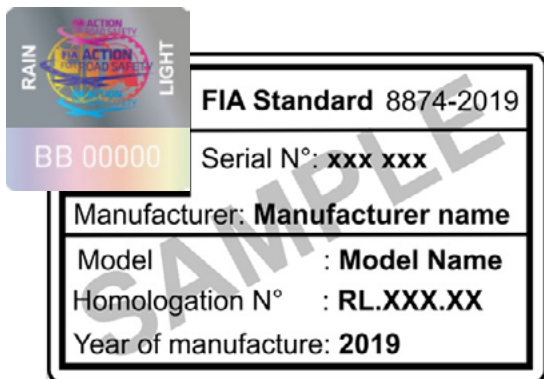 RAIN
LIGHT
FIA ACTION
FOR ROAD SAFETY
BB 00000
FIA Standard 8874-2019
Serial N°: xxx xxx
Manufacturer: Manufacturer name
Model : Model Name
Homologation N° : RL.XXX.XX
Year of manufacture: 2019
SAMPLE